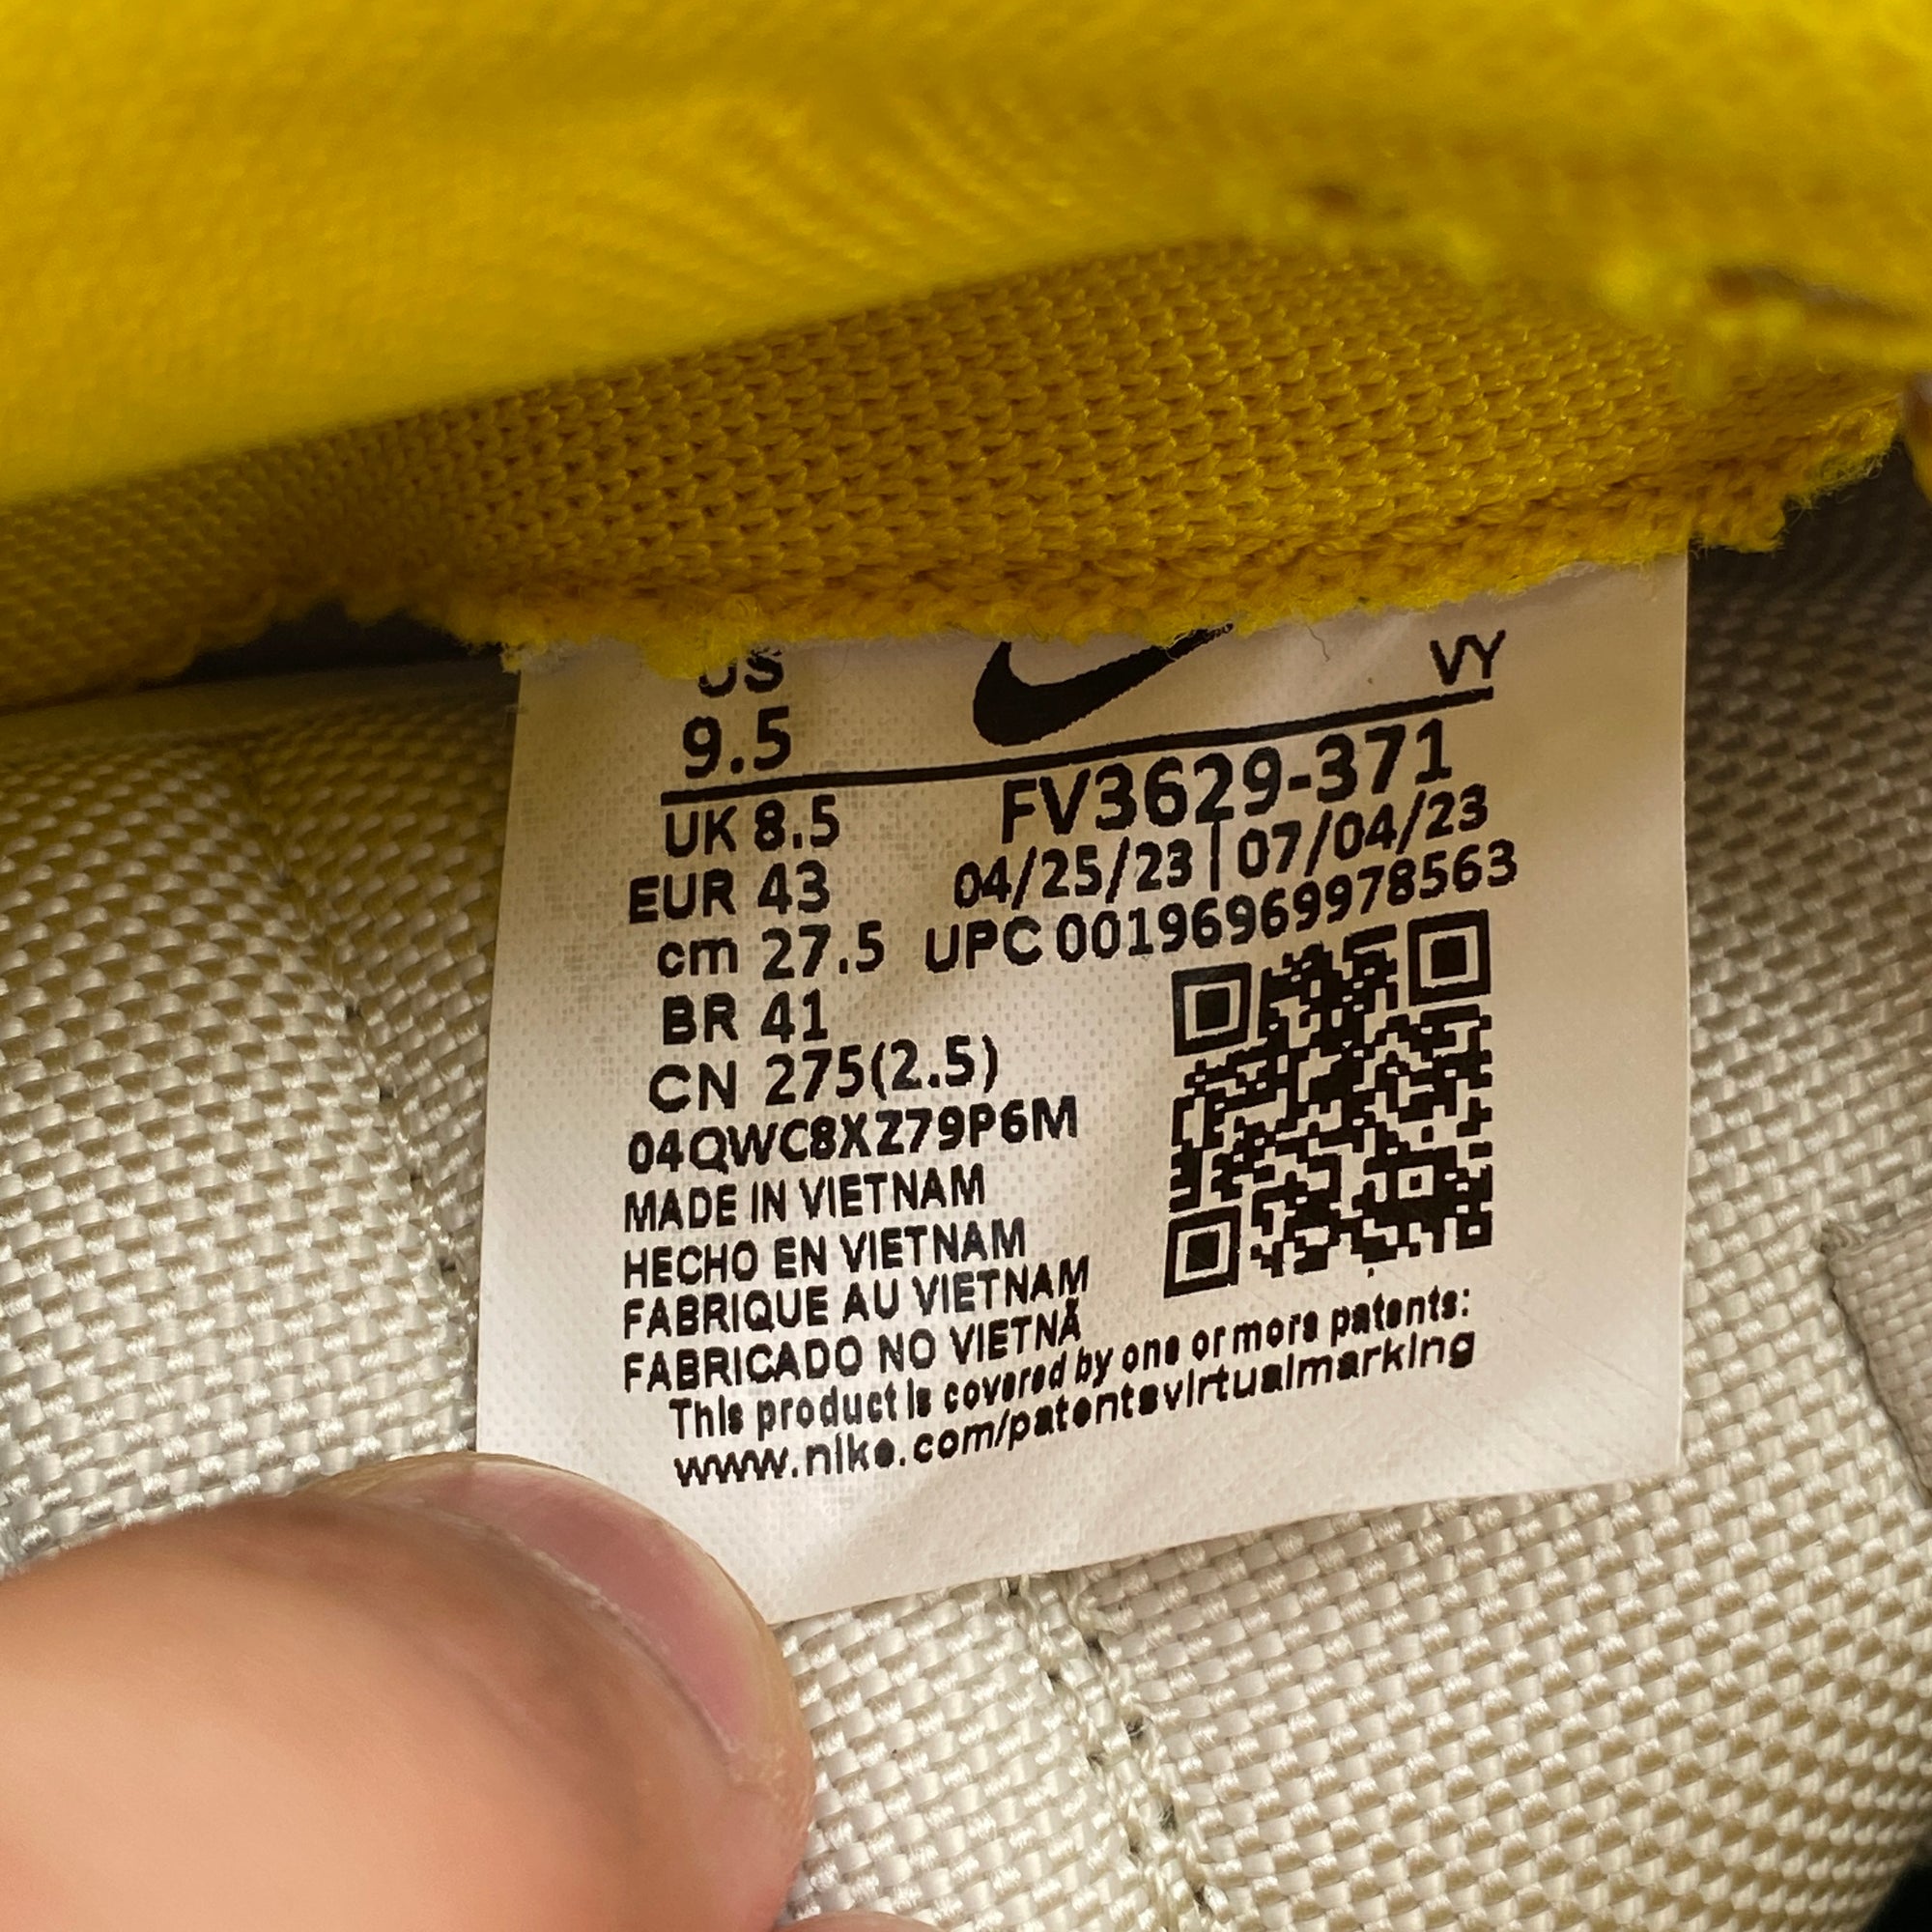 US
VY
9.5
UK 8.5
FV3629-371
EUR 43
04/25/23|07/04/23
cm 27.5
UPC 00196969978563
BR 41
CN 275(2.5)
04QWC8XZ79P6M
MADE IN VIETNAM
HECHO EN VIETNAM
FABRIQUE AU VIETNAM
FABRICADO NO VIETNÃ
This product is covered by one or more patents:
www.nike.com/patentsvirtualmarking